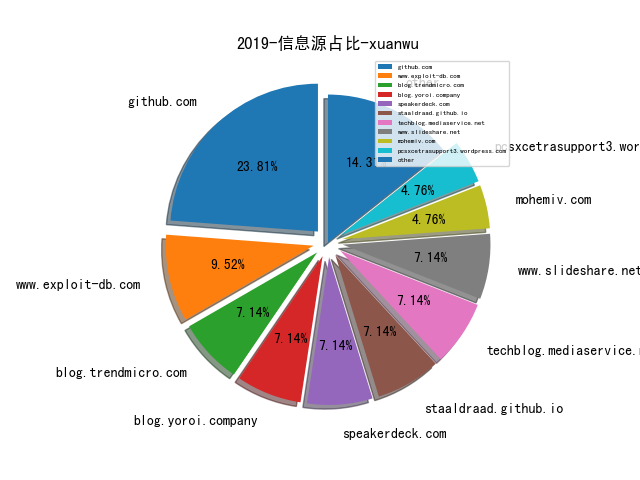 2019-信息源占比-xuanwu
github.com
www.exploit-db.com
blog.trendmicro.com
blog.yoroi.company
speakerdeck.com
staaldraad.github.io
techblog.mediaservice.net
www.slideshare.net
mohemiv.com
pcsxcetrasupport3.wordpress.com
other
other
github.com
23.81%
14.3
pcsxcetrasupport3.wor
4.76%
mohemiv.com
4.76%
www.slideshare.net
7.14%
techblog.mediaservice.
7.14%
staaldraad.github.io
7.14%
speakerdeck.com
7.14%
blog.yoroi.company
7.14%
blog.trendmicro.com
7.14%
www.exploit-db.com
9.52%